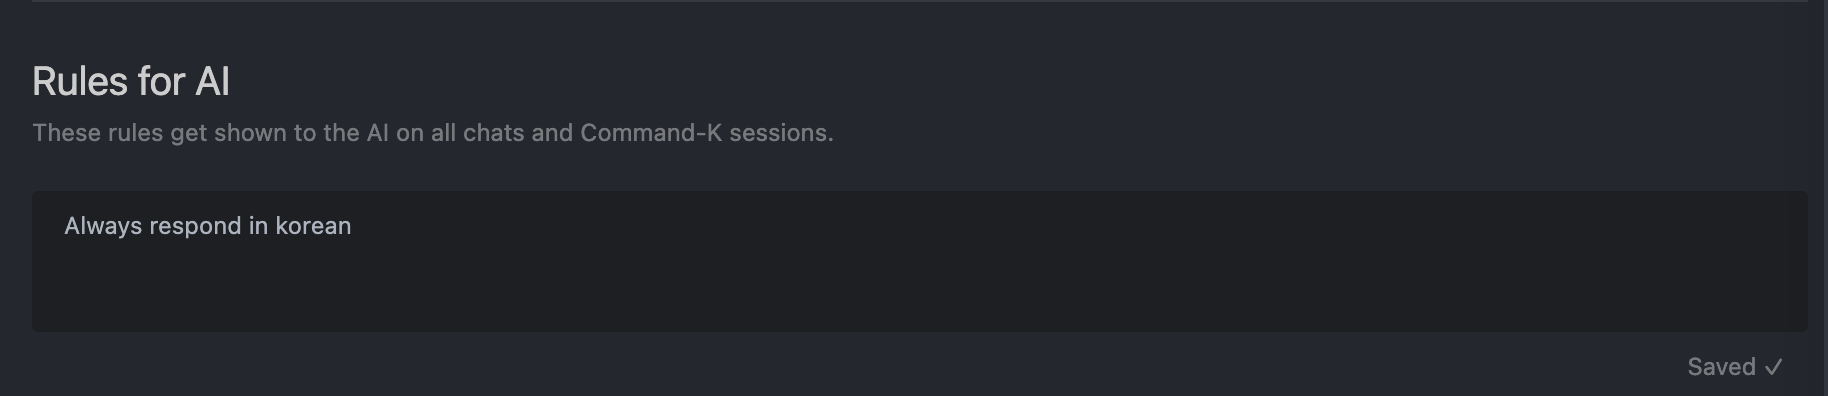 Rules for AI
These rules get shown to the AI on all chats and Command-K sessions.
Always respond in korean
Saved ✓